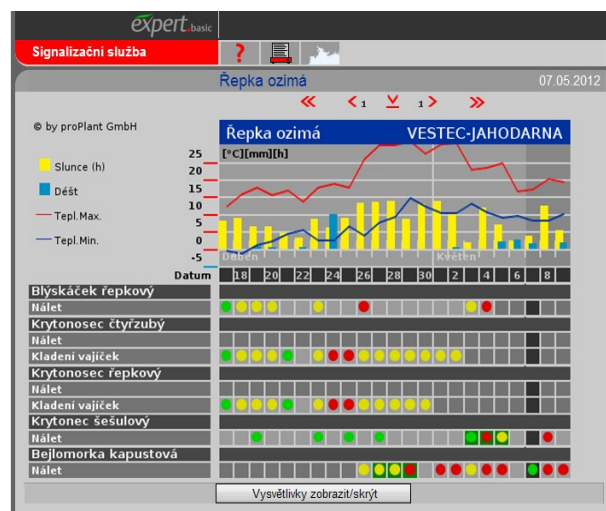 expert.basic
Signalizační služba ?
Řepka ozimá 07.05.2012
1 1
© by proPlant GmbH
Řepka ozimá VESTEC-JAHODARNA
[°C][mm][h]
Slunce (h)
Déšt
Tepl.Max.
Tepl.Min.
25
20
15
10
5
0
-5
Duben Květen
Datum 18 20 22 24 26 28 30 2 4 6 8
Blýskáček řepkový
Nálet
Krytonosec čtyřzubý
Nálet
Kladení vajíček
Krytonosec řepkový
Nálet
Kladení vajíček
Krytonec šešulový
Nálet
Bejlomorka kapustová
Nálet
Vysvětlivky zobrazit/skrýt